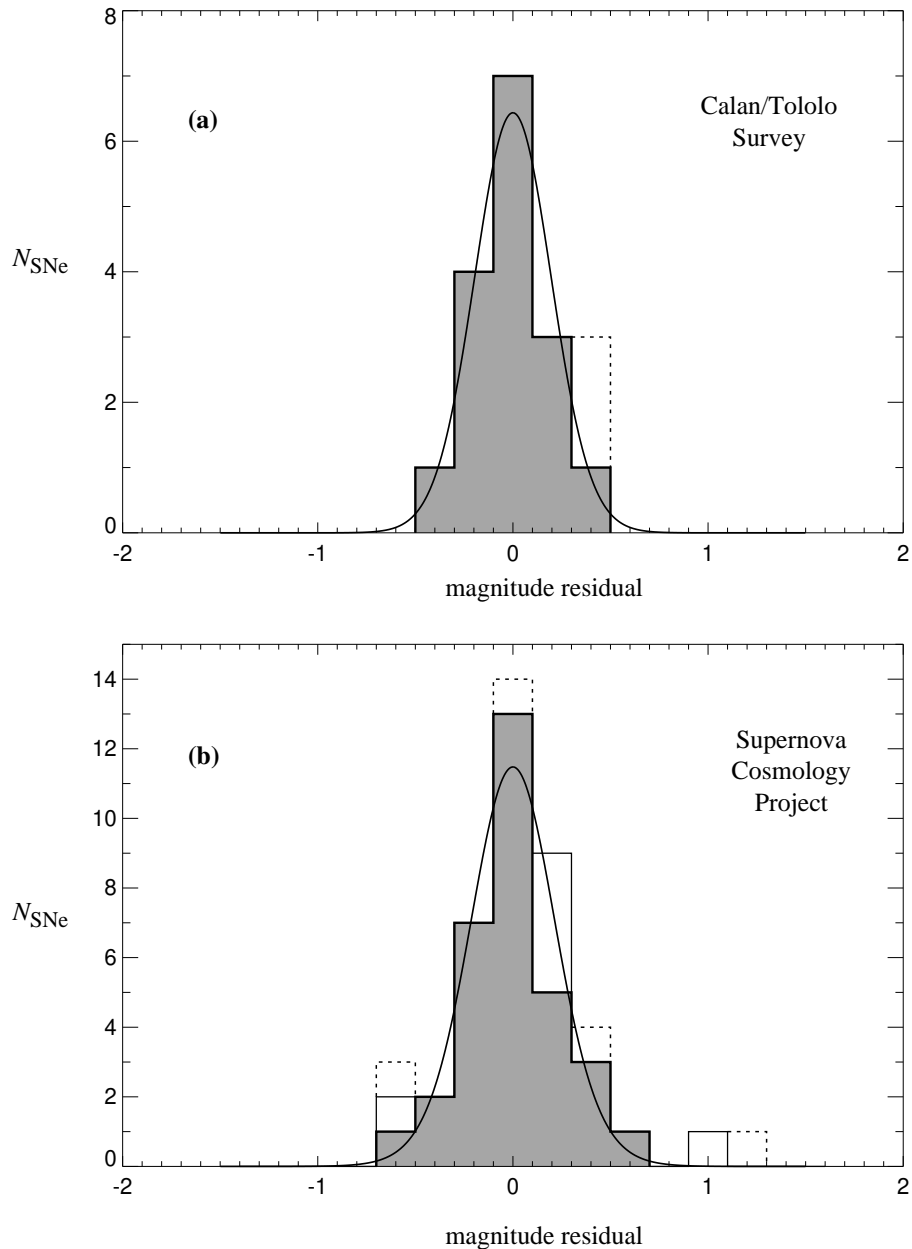 8
6
4
2
0
N_SNe
(a)
Calan/Tololo
Survey
-2 -1 0 1 2
magnitude residual
14
12
10
8
6
4
2
0
N_SNe
(b)
Supernova
Cosmology
Project
-2 -1 0 1 2
magnitude residual